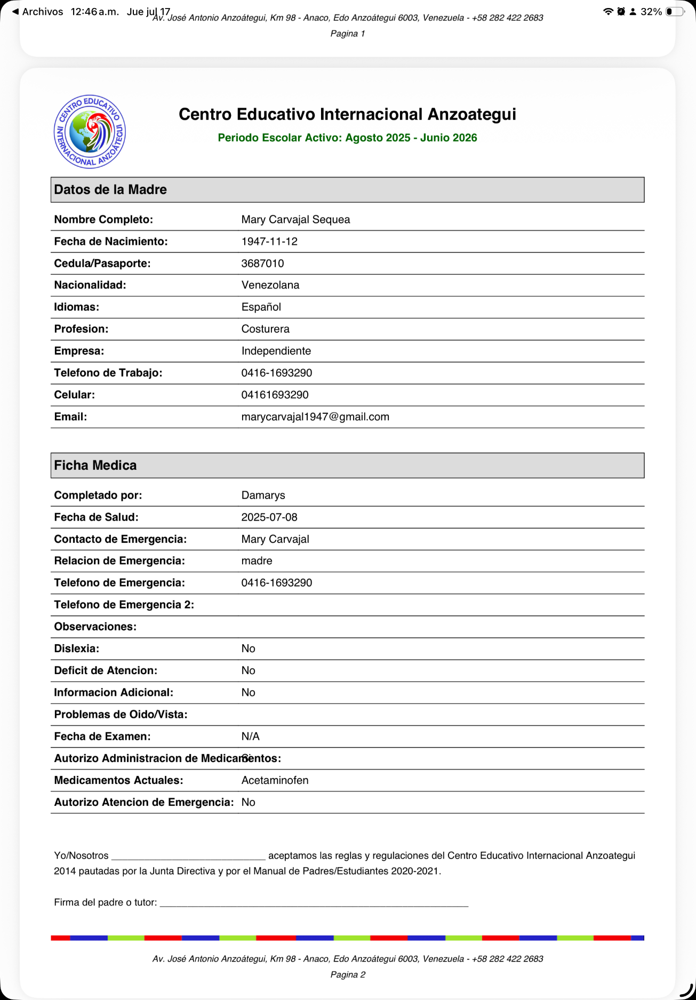 ◀ Archivos 12:46 a.m. Jue jul 17 32%
Av. José Antonio Anzoátegui, Km 98 - Anaco, Edo Anzoátegui 6003, Venezuela - +58 282 422 2683
Pagina 1
CENTRO EDUCATIVO INTERNACIONAL ANZOÁTEGUI
Centro Educativo Internacional Anzoategui
Periodo Escolar Activo: Agosto 2025 - Junio 2026
Datos de la Madre
Nombre Completo: Mary Carvajal Sequea
Fecha de Nacimiento: 1947-11-12
Cedula/Pasaporte: 3687010
Nacionalidad: Venezolana
Idiomas: Español
Profesion: Costurera
Empresa: Independiente
Telefono de Trabajo: 0416-1693290
Celular: 04161693290
Email: marycarvajal1947@gmail.com
Ficha Medica
Completado por: Damarys
Fecha de Salud: 2025-07-08
Contacto de Emergencia: Mary Carvajal
Relacion de Emergencia: madre
Telefono de Emergencia: 0416-1693290
Telefono de Emergencia 2:
Observaciones:
Dislexia: No
Deficit de Atencion: No
Informacion Adicional: No
Problemas de Oido/Vista:
Fecha de Examen: N/A
Autorizo Administracion de Medicamentos: Si
Medicamentos Actuales: Acetaminofen
Autorizo Atencion de Emergencia: No
Yo/Nosotros ____________________________ aceptamos las reglas y regulaciones del Centro Educativo Internacional Anzoategui
2014 pautadas por la Junta Directiva y por el Manual de Padres/Estudiantes 2020-2021.
Firma del padre o tutor: ________________________________________________________
Av. José Antonio Anzoátegui, Km 98 - Anaco, Edo Anzoátegui 6003, Venezuela - +58 282 422 2683
Pagina 2